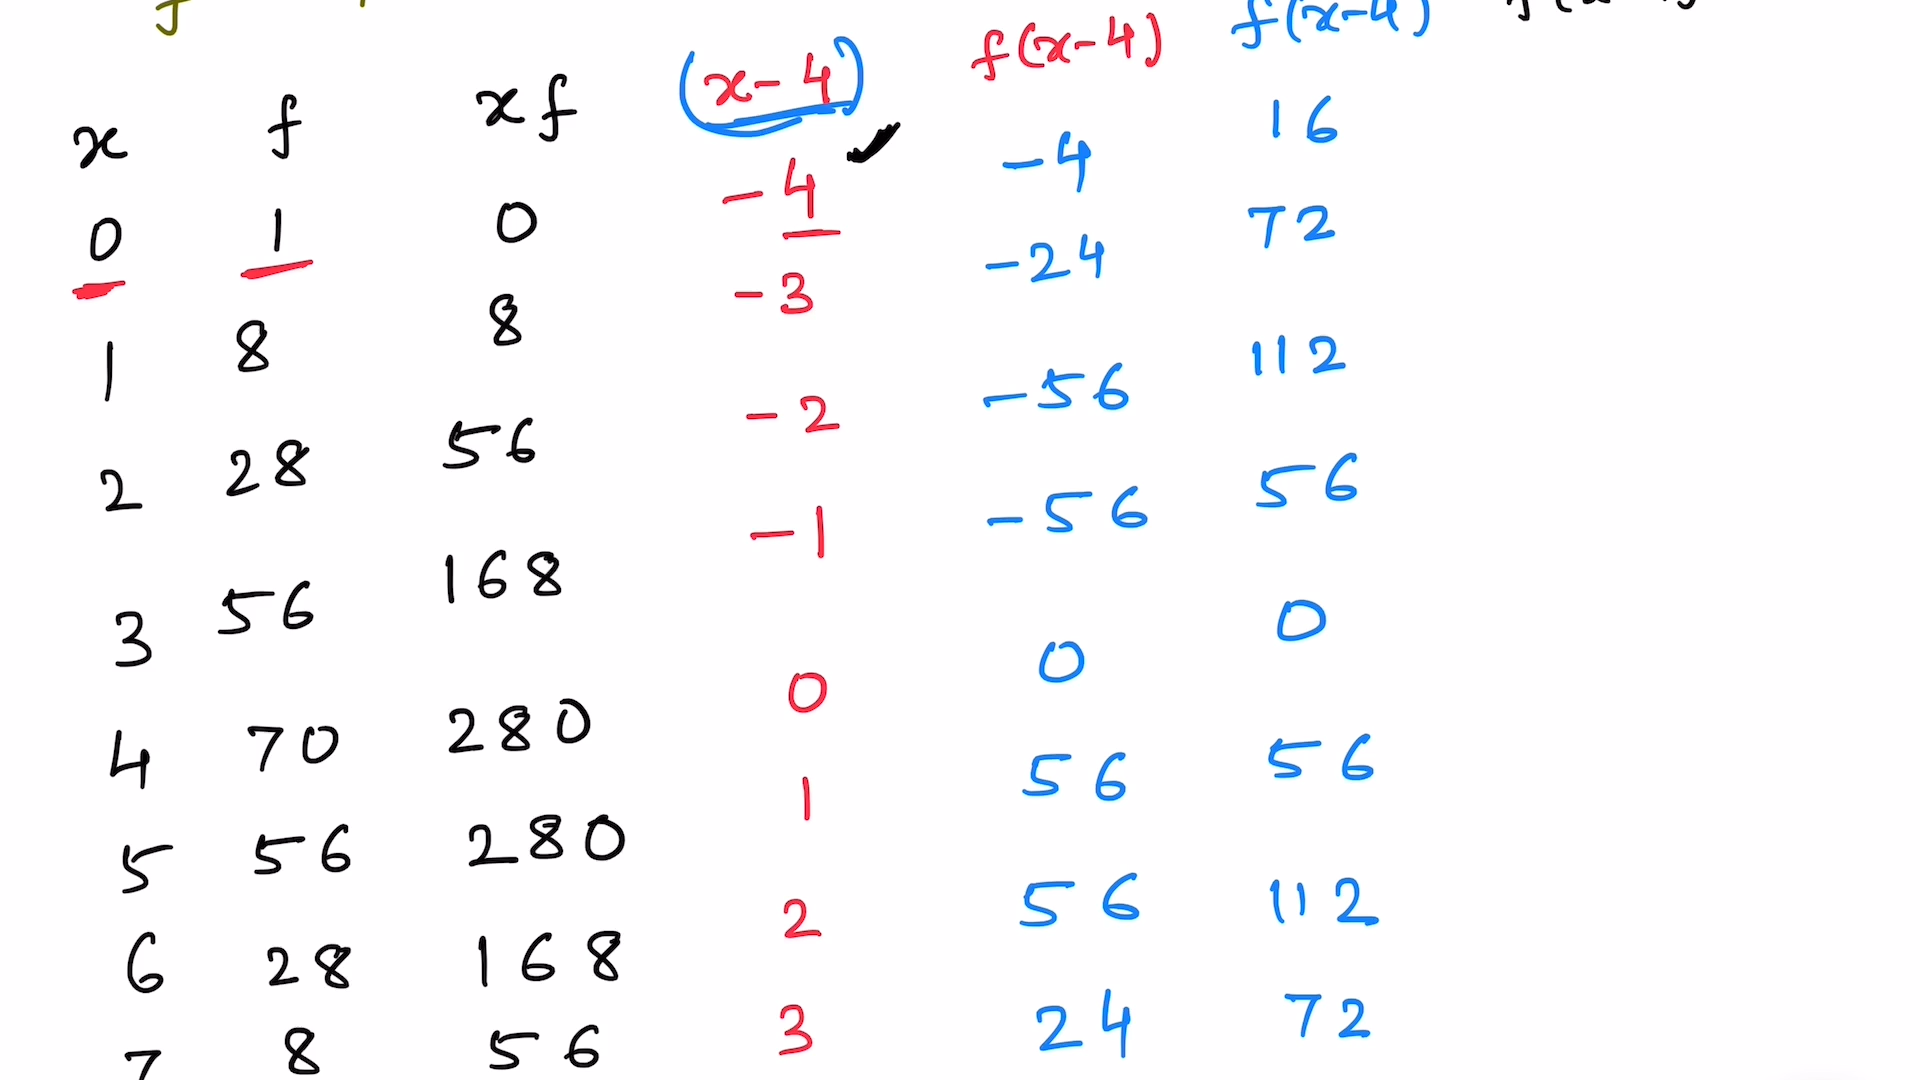 x f xf (x-4) f(x-4) f(x-4)
0 1 0 -4 -4 16
1 8 8 -3 -24 72
2 28 56 -2 -56 112
3 56 168 -1 -56 56
4 70 280 0 0 0
5 56 280 1 56 56
6 28 168 2 56 112
7 8 56 3 24 72